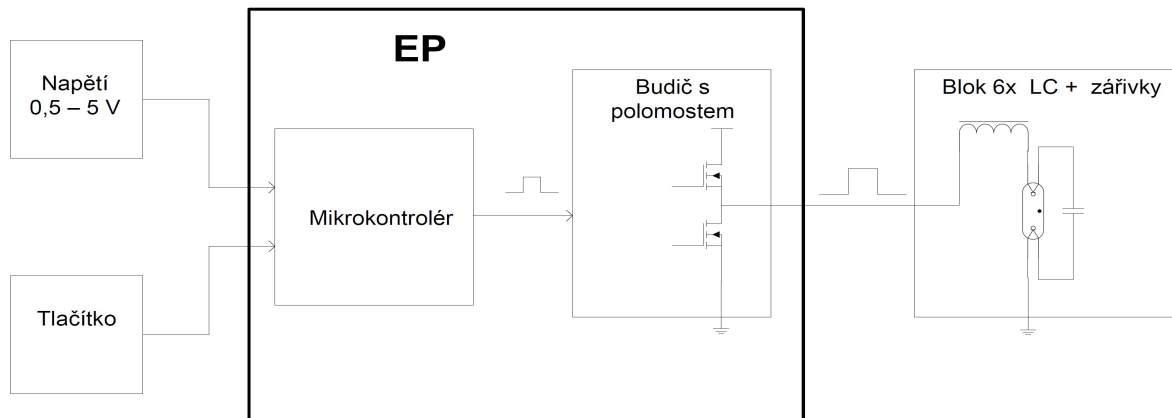 EP
Napětí
0,5 – 5 V
Tlačítko
Mikrokontrolér
Budič s
polomostem
Blok 6x LC + zářivky